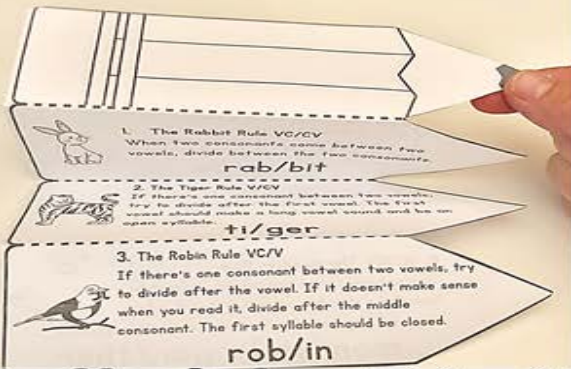 1. The Rabbit Rule VC/CV
When two consonants come between two
vowels, divide between the two consonants.
rab/bit
2. The Tiger Rule V/CV
If there's one consonant between two vowels,
try to divide after the first vowel. The first
vowel should make a long vowel sound and be an
open syllable.
ti/ger
3. The Robin Rule VC/V
If there's one consonant between two vowels, try
to divide after the vowel. If it doesn't make sense
when you read it, divide after the middle
consonant. The first syllable should be closed.
rob/in